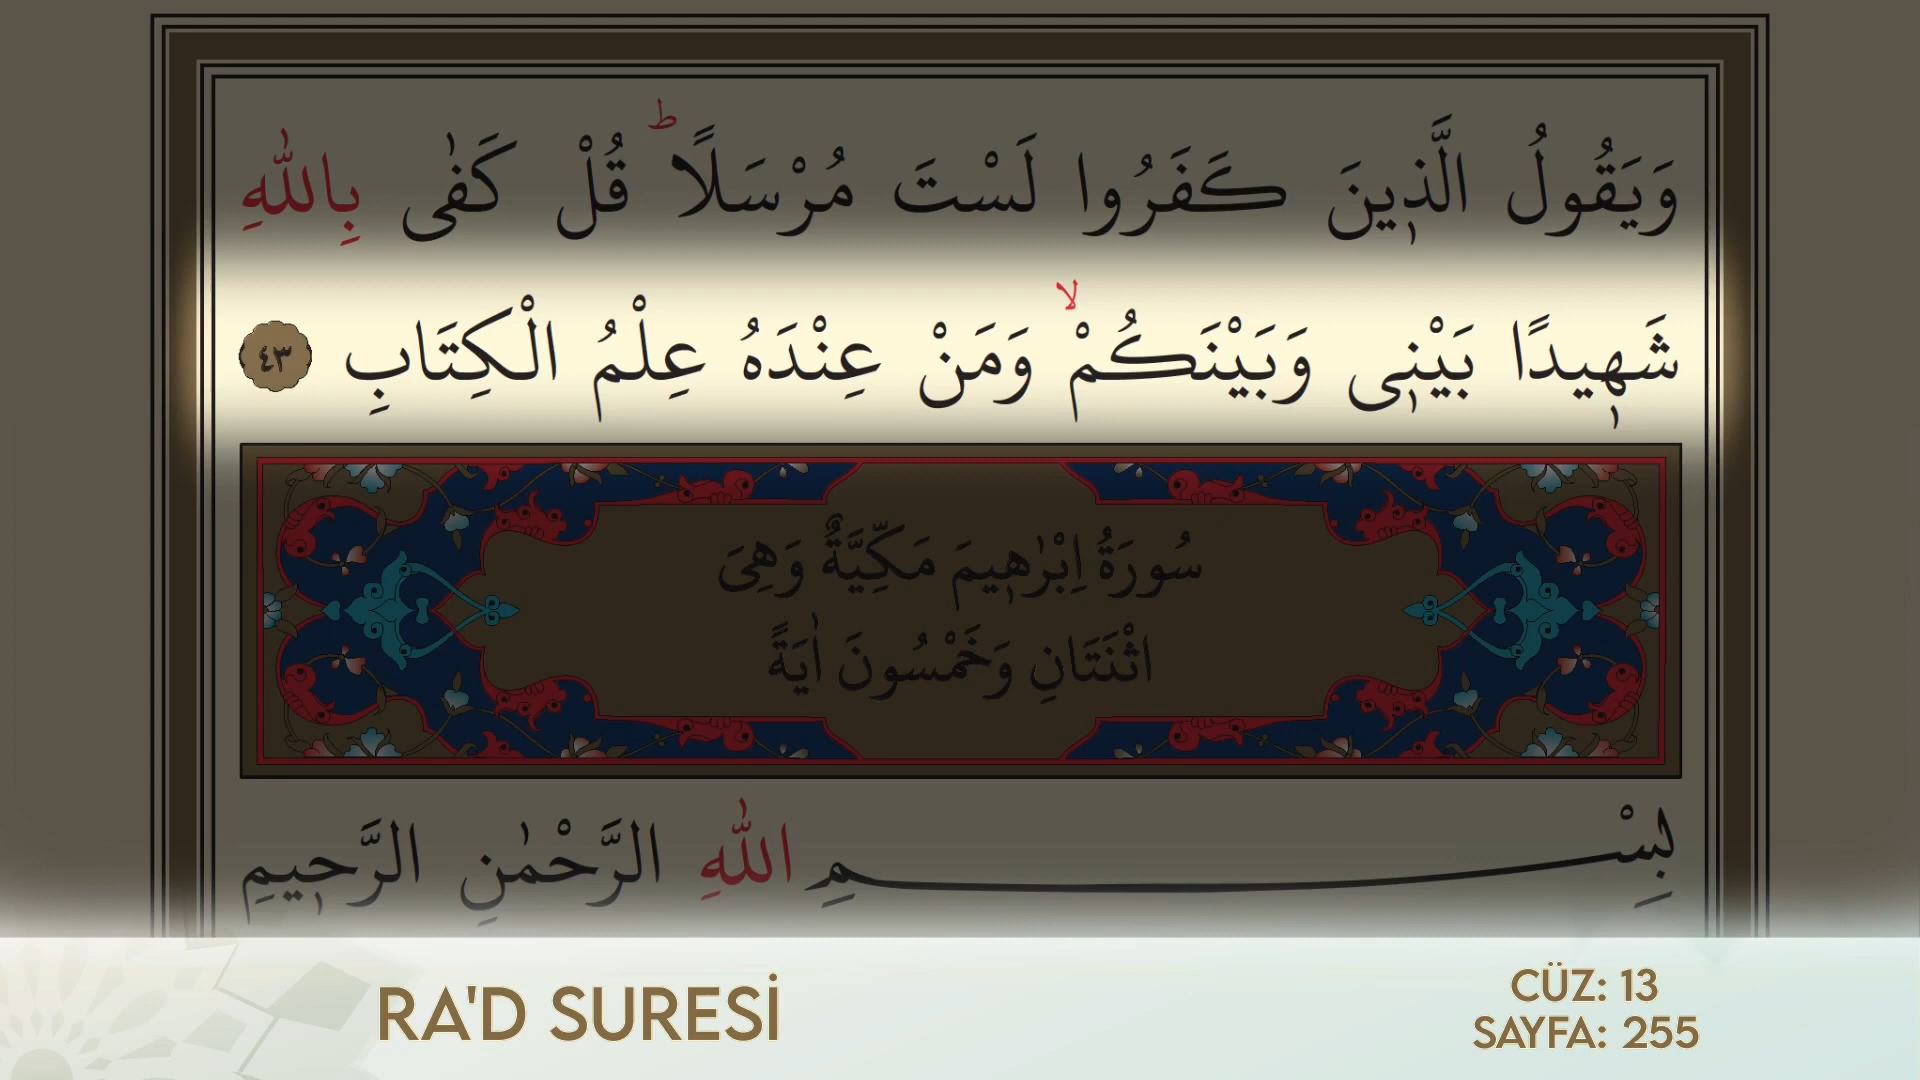 وَيَقُولُ الَّذ۪ينَ كَفَرُوا لَسْتَ مُرْسَلًاۜ قُلْ كَفٰى بِاللّٰهِ
شَه۪يدًا بَيْن۪ى وَبَيْنَكُمْۙ وَمَنْ عِنْدَهُ عِلْمُ الْكِتَابِ ٤٣
سُورَةُ اِبْرٰه۪يمَ مَكِّيَّةٌ وَهِىَ
اثْنَتَانِ وَخَمْسُونَ اٰيَةً
بِسْمِ اللّٰهِ الرَّحْمٰنِ الرَّح۪يمِ
RA'D SURESİ
CÜZ: 13
SAYFA: 255